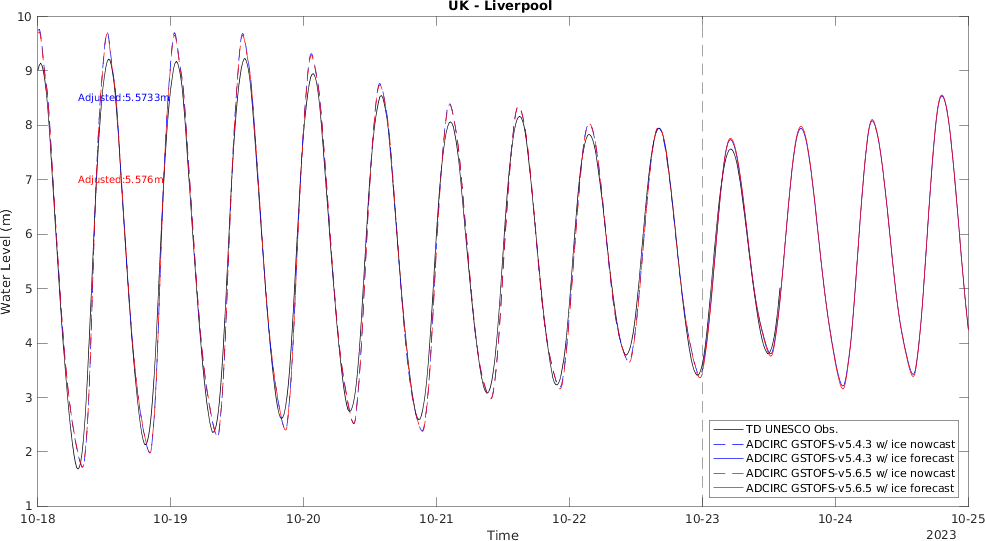 UK - Liverpool
10
9
8
7
6
5
4
3
2
1
Water Level (m)
Adjusted:5.5733m
Adjusted:5.576m
TD UNESCO Obs.
ADCIRC GSTOFS-v5.4.3 w/ ice nowcast
ADCIRC GSTOFS-v5.4.3 w/ ice forecast
ADCIRC GSTOFS-v5.6.5 w/ ice nowcast
ADCIRC GSTOFS-v5.6.5 w/ ice forecast
10-18 10-19 10-20 10-21 10-22 10-23 10-24 10-25
Time
2023